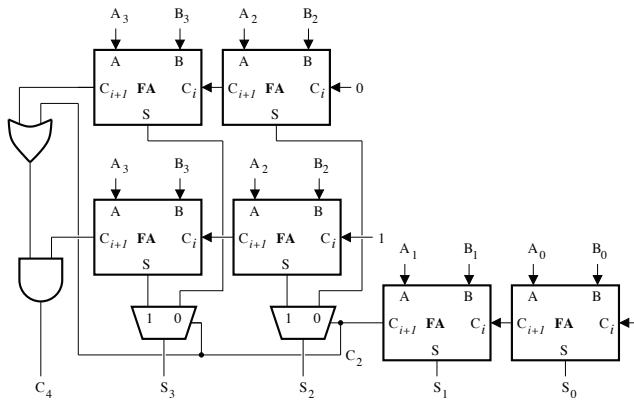 A3 B3 A2 B2
A B A B
Ci+1 FA Ci Ci+1 FA Ci 0
S S
A3 B3 A2 B2
A B A B
Ci+1 FA Ci Ci+1 FA Ci 1
S S
A1 B1 A0 B0
A B A B
1 0 1 0 Ci+1 FA Ci Ci+1 FA Ci
S S
C2
C4 S3 S2 S1 S0